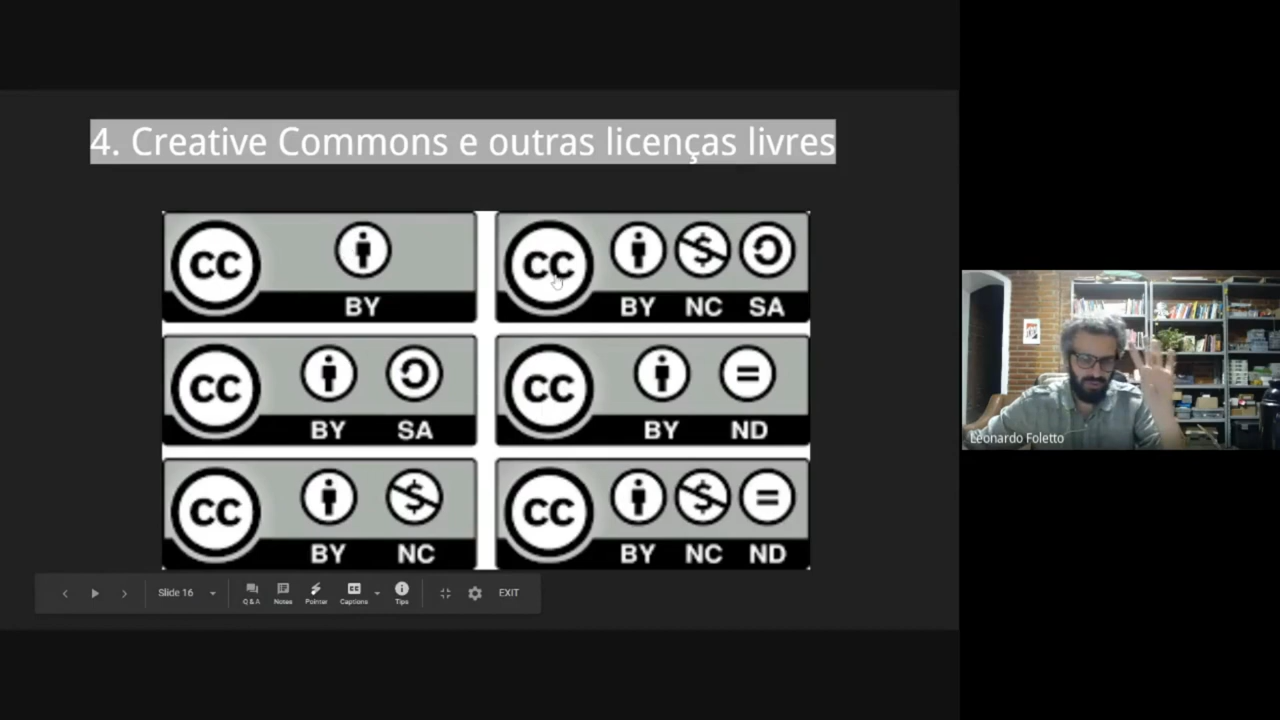 4. Creative Commons e outras licenças livres
CC BY
CC BY NC SA
CC BY SA
CC BY ND
CC BY NC
CC BY NC ND
Leonardo Foletto
Slide 16 Q & A Notes Pointer CC Captions Tips EXIT